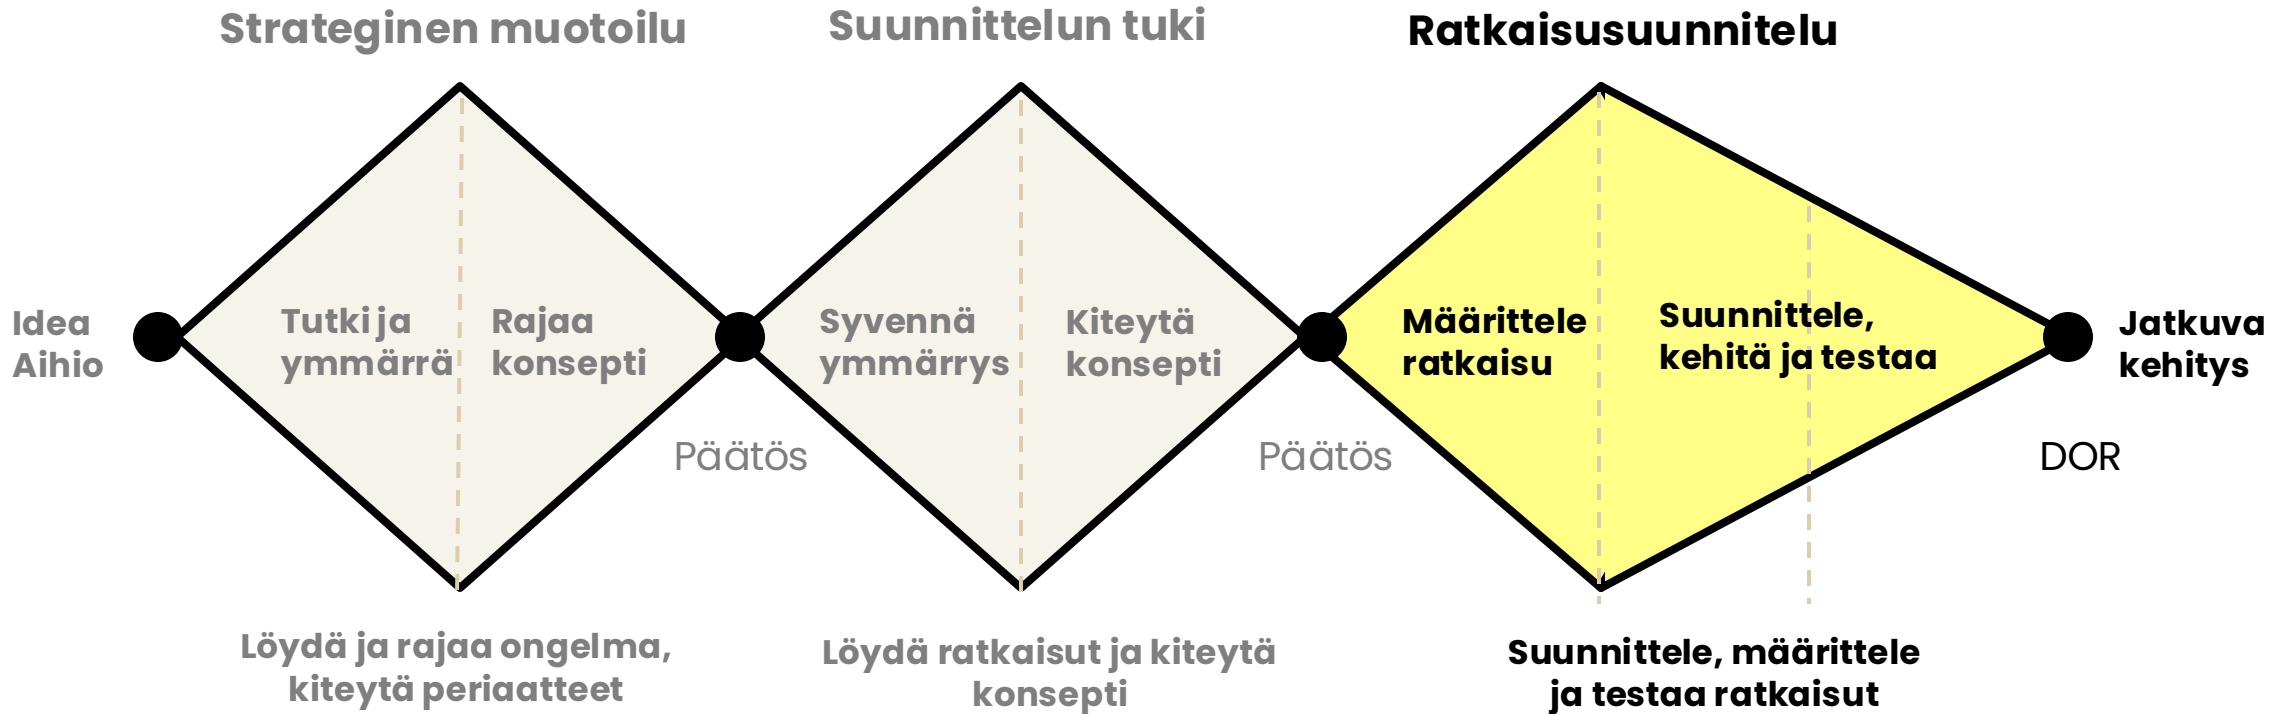 Strateginen muotoilu
Suunnittelun tuki
Ratkaisusuunnitelu
Idea
Aihio
Tutki ja
ymmärrä
Rajaa
konsepti
Syvennä
ymmärrys
Kiteytä
konsepti
Määrittele
ratkaisu
Suunnittele,
kehitä ja testaa
Jatkuva
kehitys
Päätös
Päätös
DOR
Löydä ja rajaa ongelma,
kiteytä periaatteet
Löydä ratkaisut ja kiteytä
konsepti
Suunnittele, määrittele
ja testaa ratkaisut